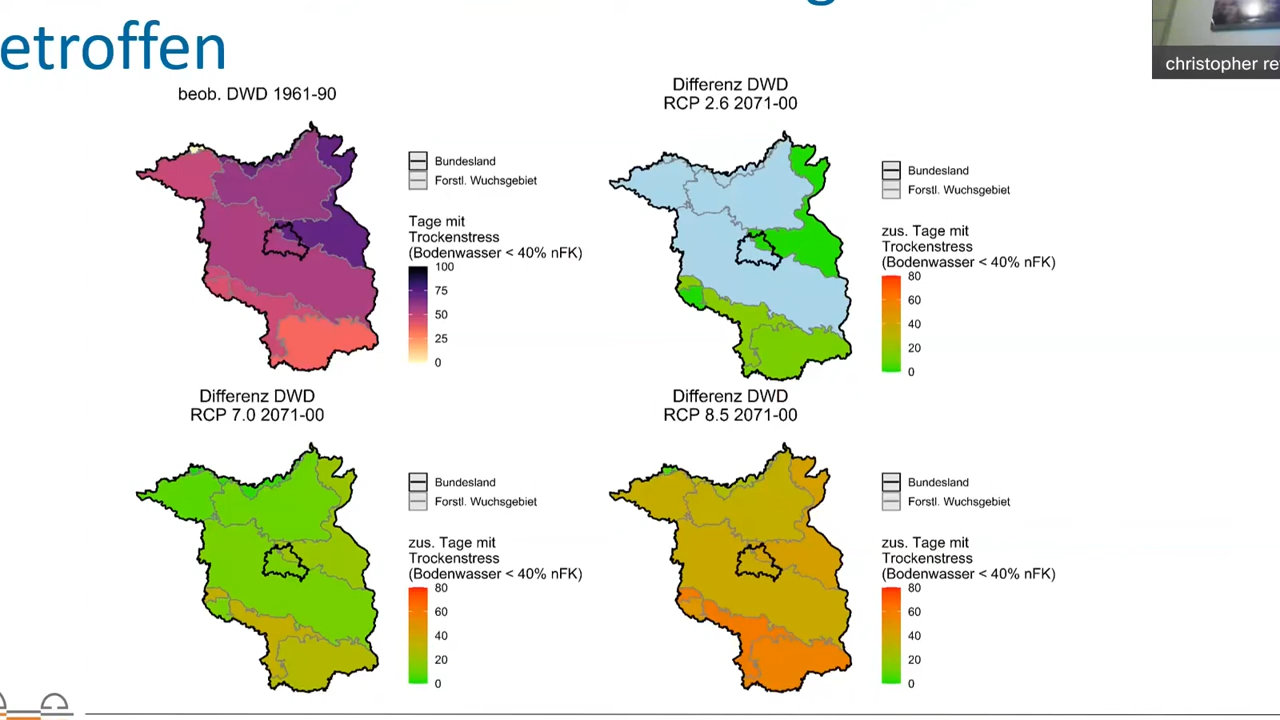 etroffen
christopher re
beob. DWD 1961-90
Bundesland
Forstl. Wuchsgebiet
Tage mit
Trockenstress
(Bodenwasser < 40% nFK)
100
75
50
25
0
Differenz DWD
RCP 2.6 2071-00
Bundesland
Forstl. Wuchsgebiet
zus. Tage mit
Trockenstress
(Bodenwasser < 40% nFK)
80
60
40
20
0
Differenz DWD
RCP 7.0 2071-00
Bundesland
Forstl. Wuchsgebiet
zus. Tage mit
Trockenstress
(Bodenwasser < 40% nFK)
80
60
40
20
0
Differenz DWD
RCP 8.5 2071-00
Bundesland
Forstl. Wuchsgebiet
zus. Tage mit
Trockenstress
(Bodenwasser < 40% nFK)
80
60
40
20
0